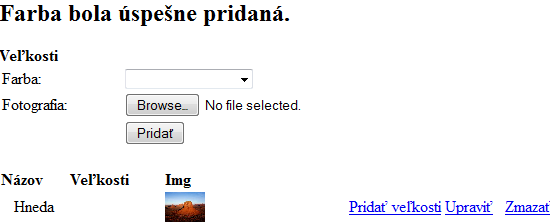 Farba bola úspešne pridaná.
Veľkosti
Farba:
Fotografia: Browse.. No file selected.
Pridať
Názov Veľkosti Img
Hneda Pridať veľkosti Upraviť Zmazať